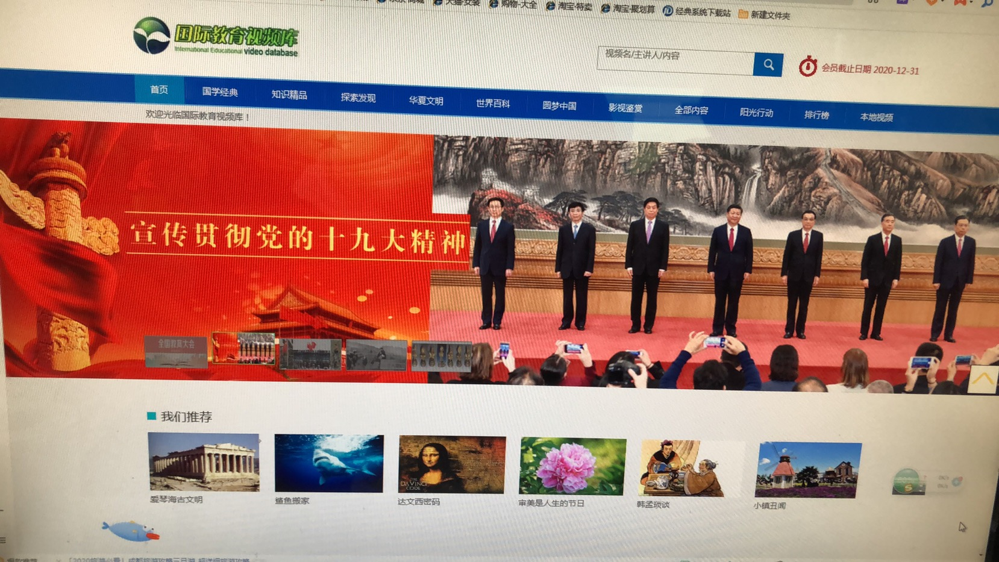 天猫·女装
购物-大全
淘宝·特卖
淘宝·聚划算
经典系统下载站
新建文件夹
国际教育视频库
International Educational video database
视频名/主讲人/内容
会员截止日期 2020-12-31
首页
国学经典
知识精品
探索发现
华夏文明
世界百科
圆梦中国
影视鉴赏
全部内容
阳光行动
排行榜
本地视频
欢迎光临国际教育视频库！
宣传贯彻党的十九大精神
全国教育大会
我们推荐
THE
DA VINCI
CODE
爱琴海古文明
鲨鱼搬家
达文西密码
审美是人生的节日
韩孟琐谈
小镇丑闻